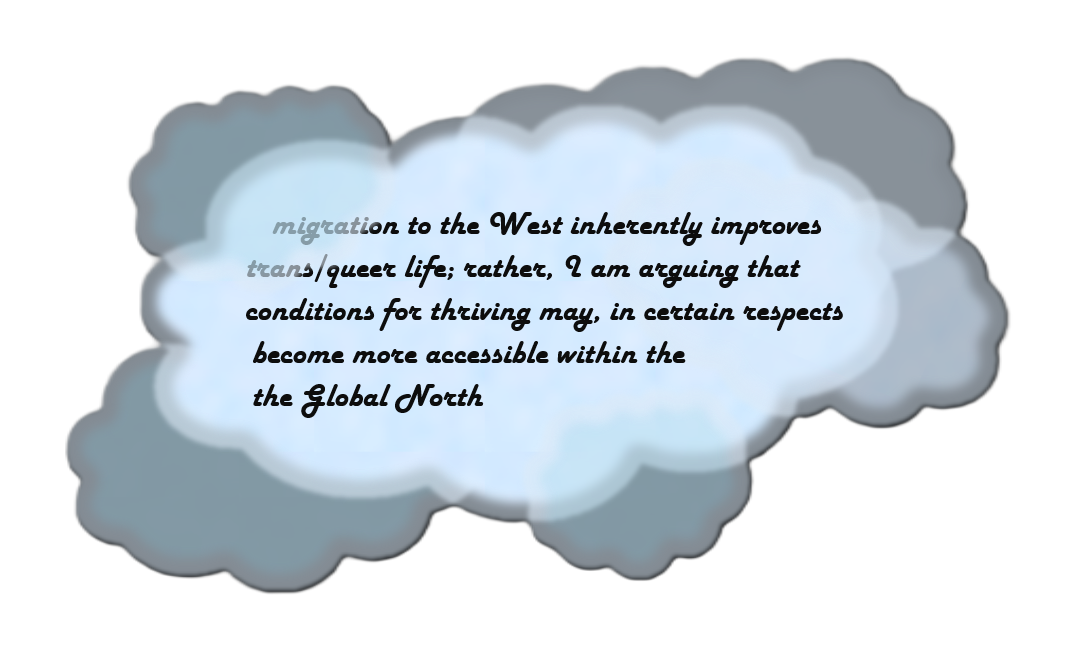 migration to the West inherently improves
trans/queer life; rather, I am arguing that
conditions for thriving may, in certain respects
become more accessible within the
the Global North